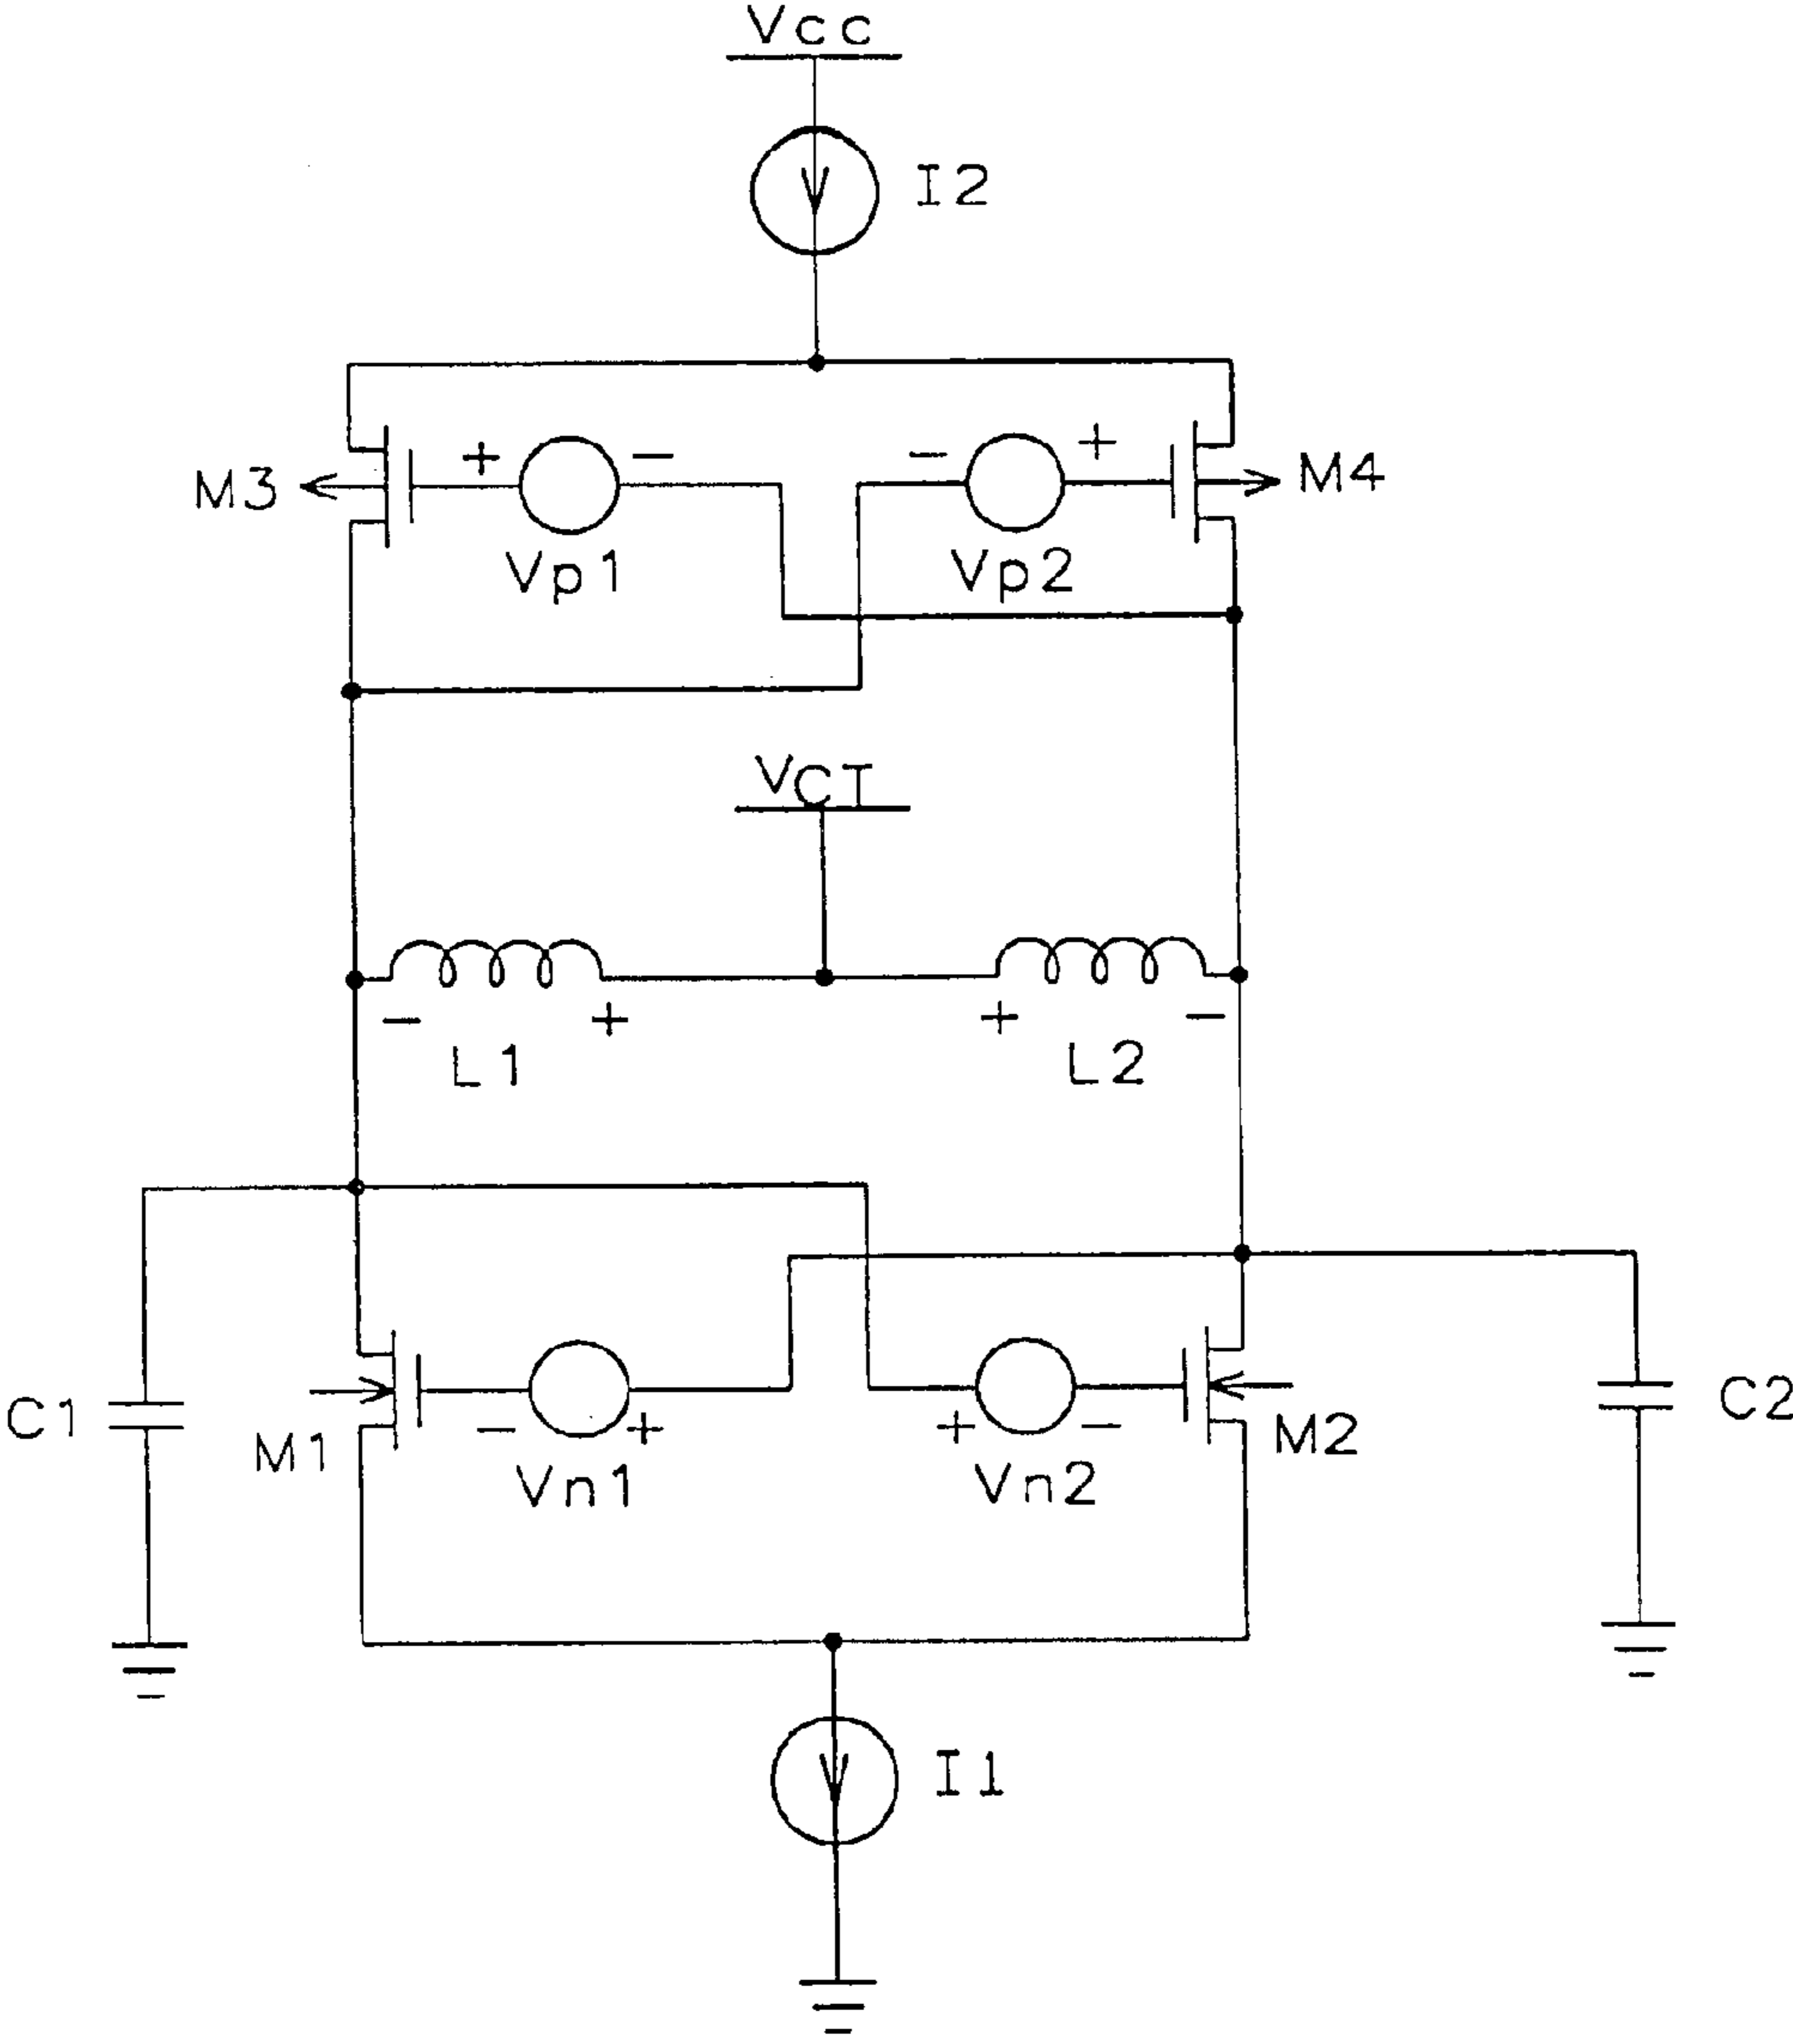 Vcc
I2
+ - - +
M3 M4
Vp1 Vp2
VCT
- + + -
L1 L2
C1 C2
M1 - + + - M2
Vn1 Vn2
I1